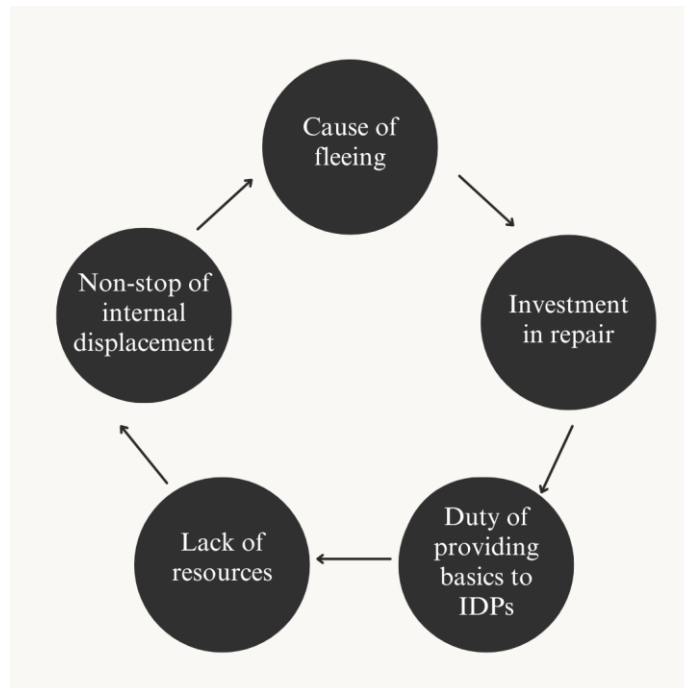 Cause of
fleeing
Investment
in repair
Duty of
providing
basics to
IDPs
Lack of
resources
Non-stop of
internal
displacement